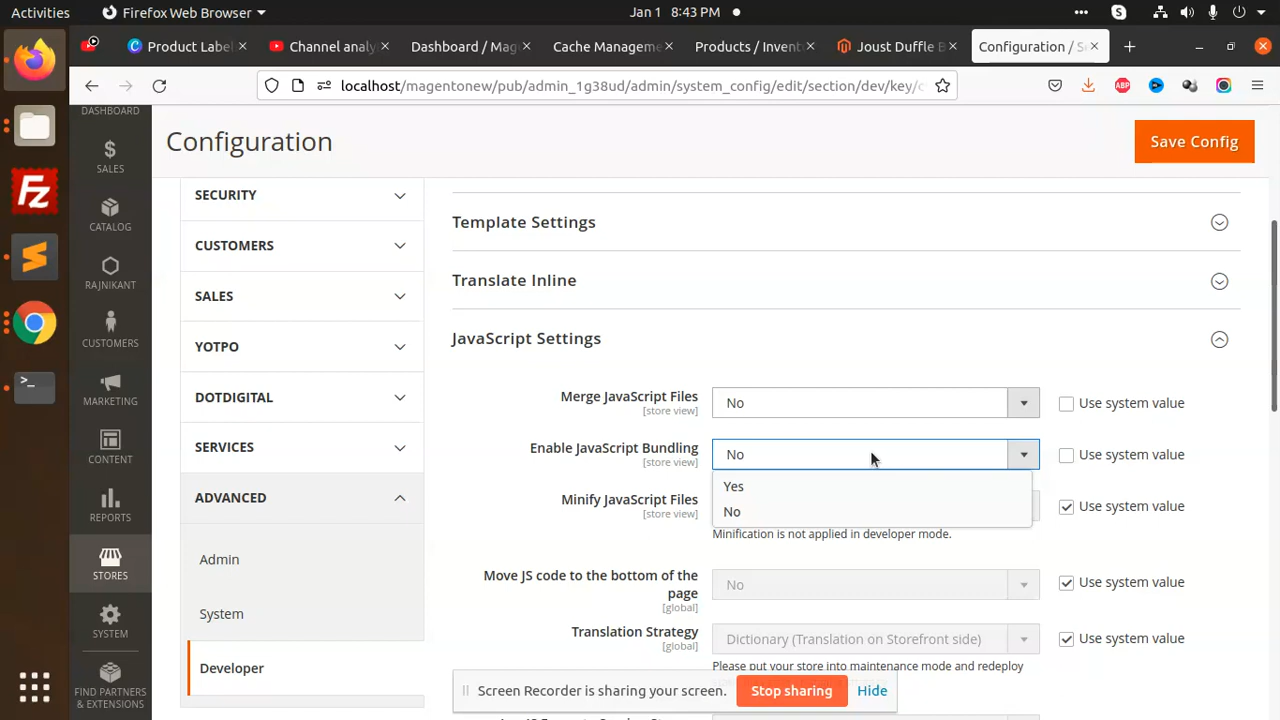 Activities
Firefox Web Browser
Jan 1 8:43 PM
Product Labe
Channel analy
Dashboard / Mag
Cache Manageme
Products / Invent
Joust Duffle B
Configuration / S
localhost/magentonew/pub/admin_1g38ud/admin/system_config/edit/section/dev/key/
ABP
DASHBOARD
SALES
CATALOG
RAJNIKANT
CUSTOMERS
MARKETING
CONTENT
REPORTS
STORES
SYSTEM
FIND PARTNERS
& EXTENSIONS
Configuration
Save Config
SECURITY
CUSTOMERS
SALES
YOTPO
DOTDIGITAL
SERVICES
ADVANCED
Admin
System
Developer
Template Settings
Translate Inline
JavaScript Settings
Merge JavaScript Files
[store view]
No
Use system value
Enable JavaScript Bundling
[store view]
No
Use system value
Yes
No
Minify JavaScript Files
[store view]
Use system value
Minification is not applied in developer mode.
Move JS code to the bottom of the
page
[global]
No
Use system value
Translation Strategy
[global]
Dictionary (Translation on Storefront side)
Use system value
Please put your store into maintenance mode and redeploy
Screen Recorder is sharing your screen.
Stop sharing
Hide